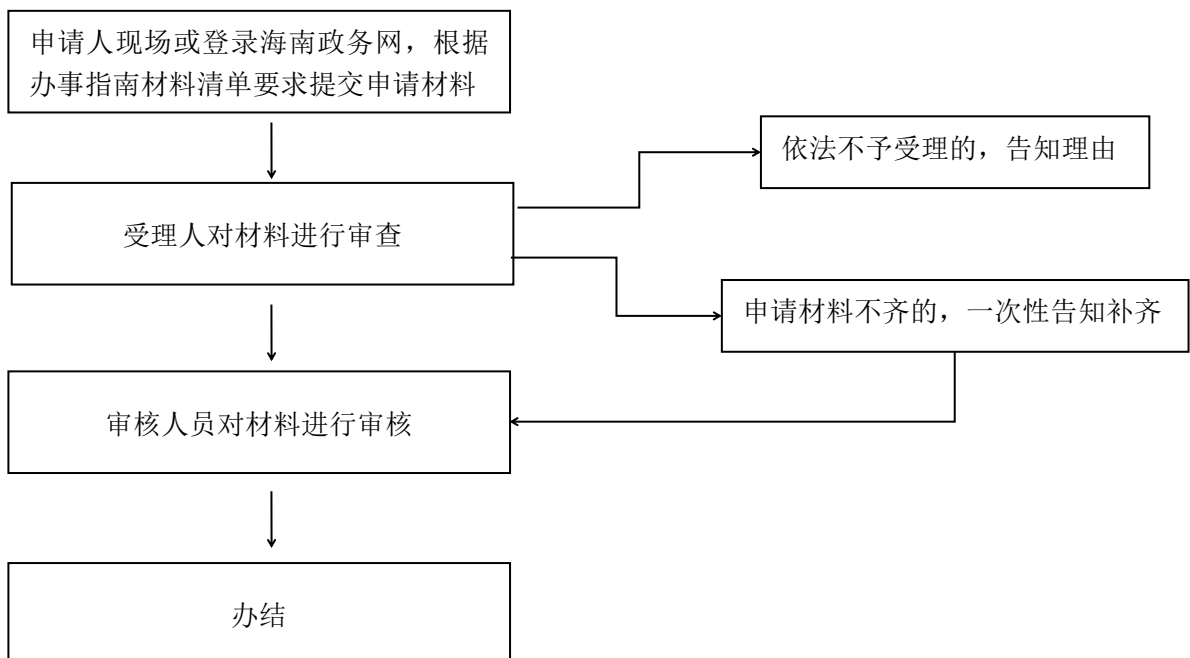 申请人现场或登录海南政务网，根据
办事指南材料清单要求提交申请材料
依法不予受理的，告知理由
受理人对材料进行审查
申请材料不齐的，一次性告知补齐
审核人员对材料进行审核
办结